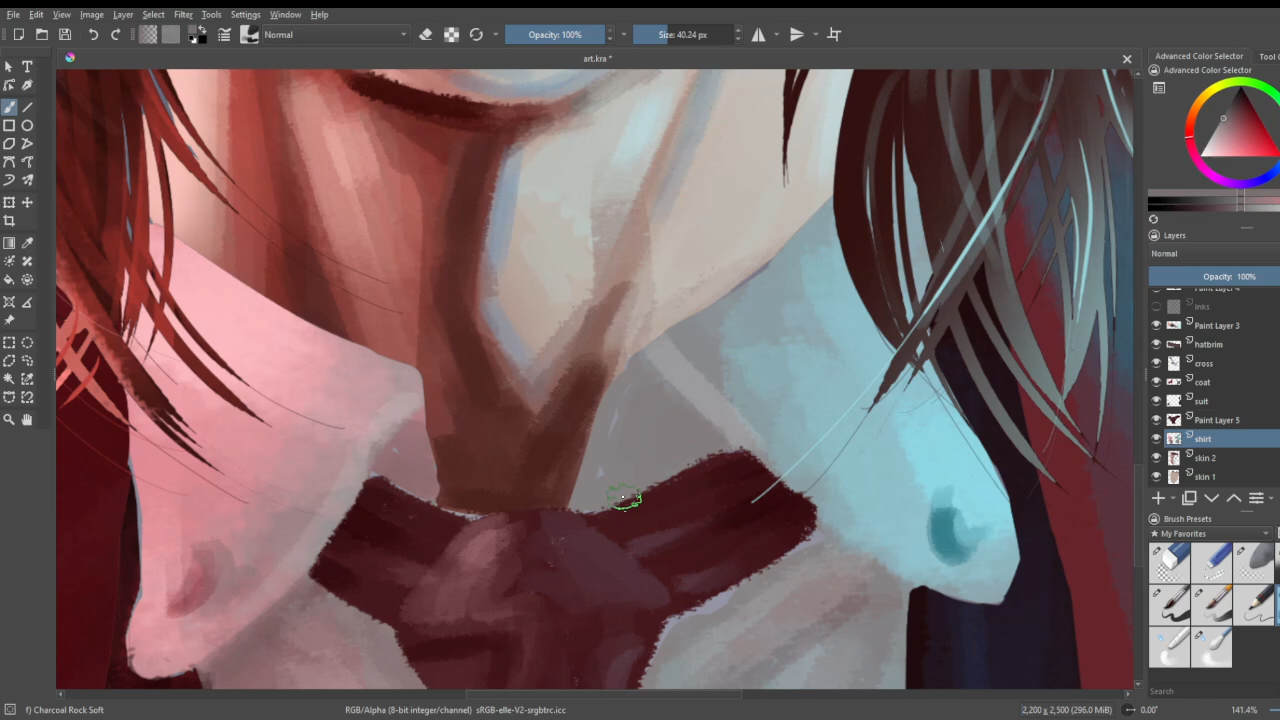 File Edit View Image Layer Select Filter Tools Settings Window Help
Normal
Opacity: 100%
Size: 40.24 px
art.kra *
Advanced Color Selector
Tool
Advanced Color Selector
Layers
Normal
Opacity: 100%
Inks
Paint Layer 3
hatbrim
cross
coat
suit
Paint Layer 5
shirt
skin 2
skin 1
Brush Presets
★ My Favorites
Search
f) Charcoal Rock Soft
RGB/Alpha (8-bit integer/channel) sRGB-elle-V2-srgbtrc.icc
2,200 x 2,500 (296.0 MiB)
0.00°
141.4%